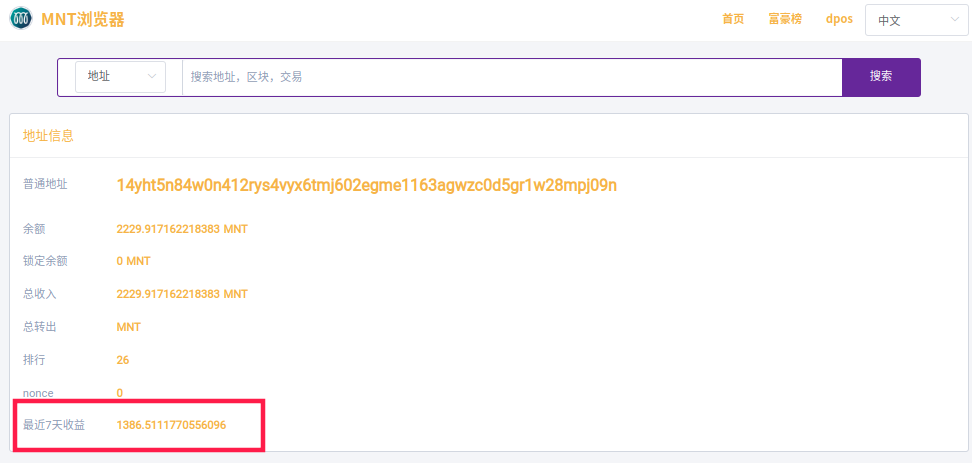 MNT浏览器 首页 富豪榜 dpos 中文
地址 搜索地址，区块，交易 搜索
地址信息
普通地址 14yht5n84w0n412rys4vyx6tmj602egme1163agwzc0d5gr1w28mpj09n
余额 2229.917162218383 MNT
锁定余额 0 MNT
总收入 2229.917162218383 MNT
总转出 MNT
排行 26
nonce 0
最近7天收益 1386.5111770556096